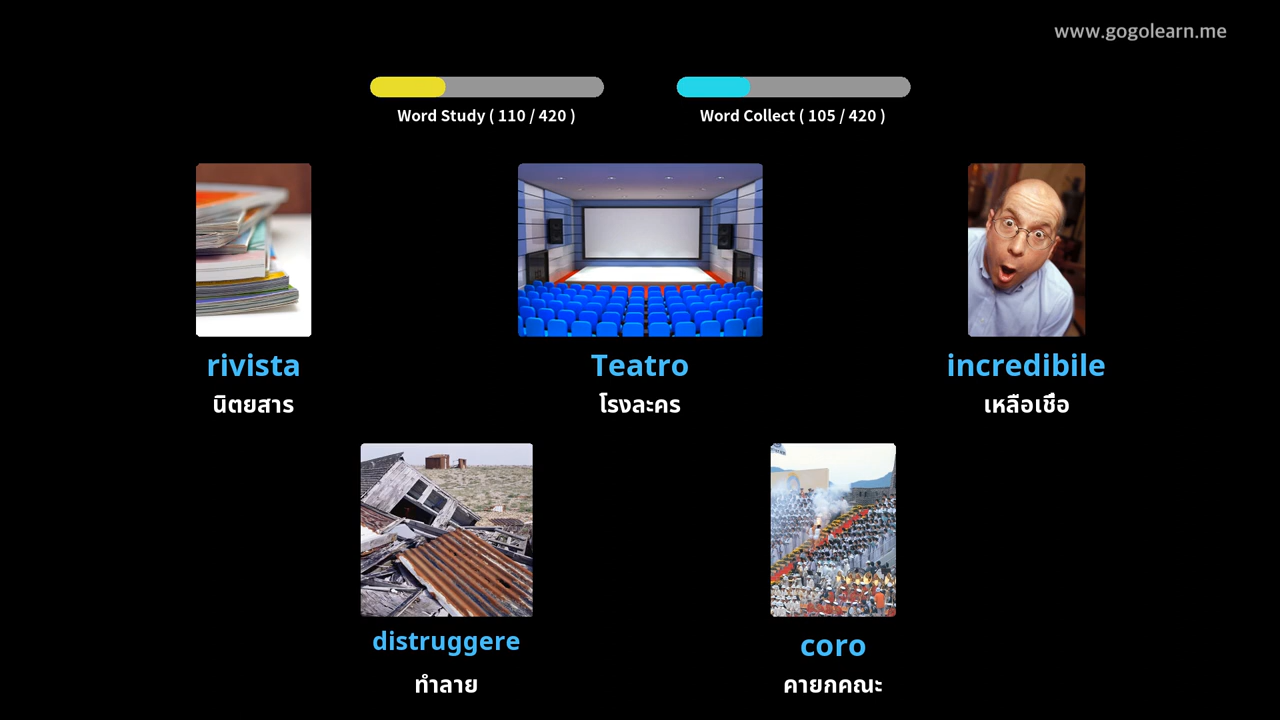 www.gogolearn.me
Word Study ( 110 / 420 )
Word Collect ( 105 / 420 )
rivista
นิตยสาร
Teatro
โรงละคร
incredibile
เหลือเชื่อ
distruggere
ทำลาย
coro
คายกคณะ